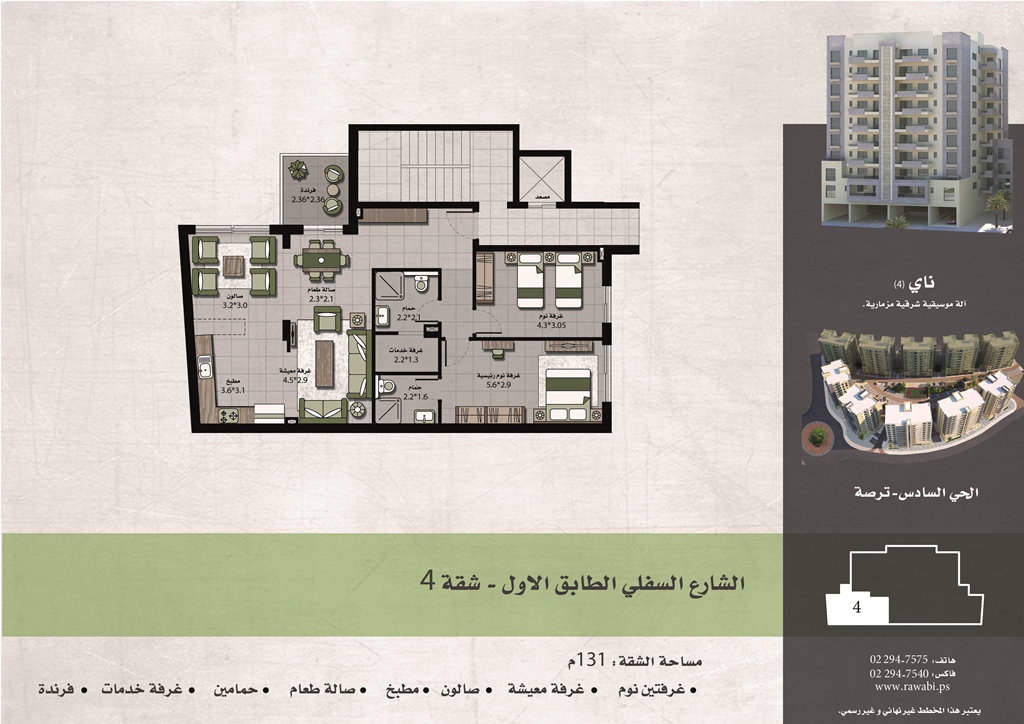 فرندة
2.36*2.36
مصعد
صالون
3.2*3.0
صالة طعام
2.3*2.1
حمام
2.2*2.1
غرفة نوم
4.3*3.05
غرفة خدمات
2.2*1.3
غرفة معيشة
4.5*2.9
غرفة نوم رئيسية
5.6*2.9
مطبخ
3.6*3.1
حمام
2.2*1.6
ناي (4)
آلة موسيقية شرقية مزمارية.
الحي السادس-ترصة
4
الشارع السفلي الطابق الاول - شقة 4
مساحة الشقة: 131م
• غرفتين نوم • غرفة معيشة • صالون • مطبخ • صالة طعام • حمامين • غرفة خدمات • فرندة
هاتف: 02 294-7575
فاكس: 02 294-7540
www.rawabi.ps
يعتبر هذا المخطط غير نهائي و غير رسمي.